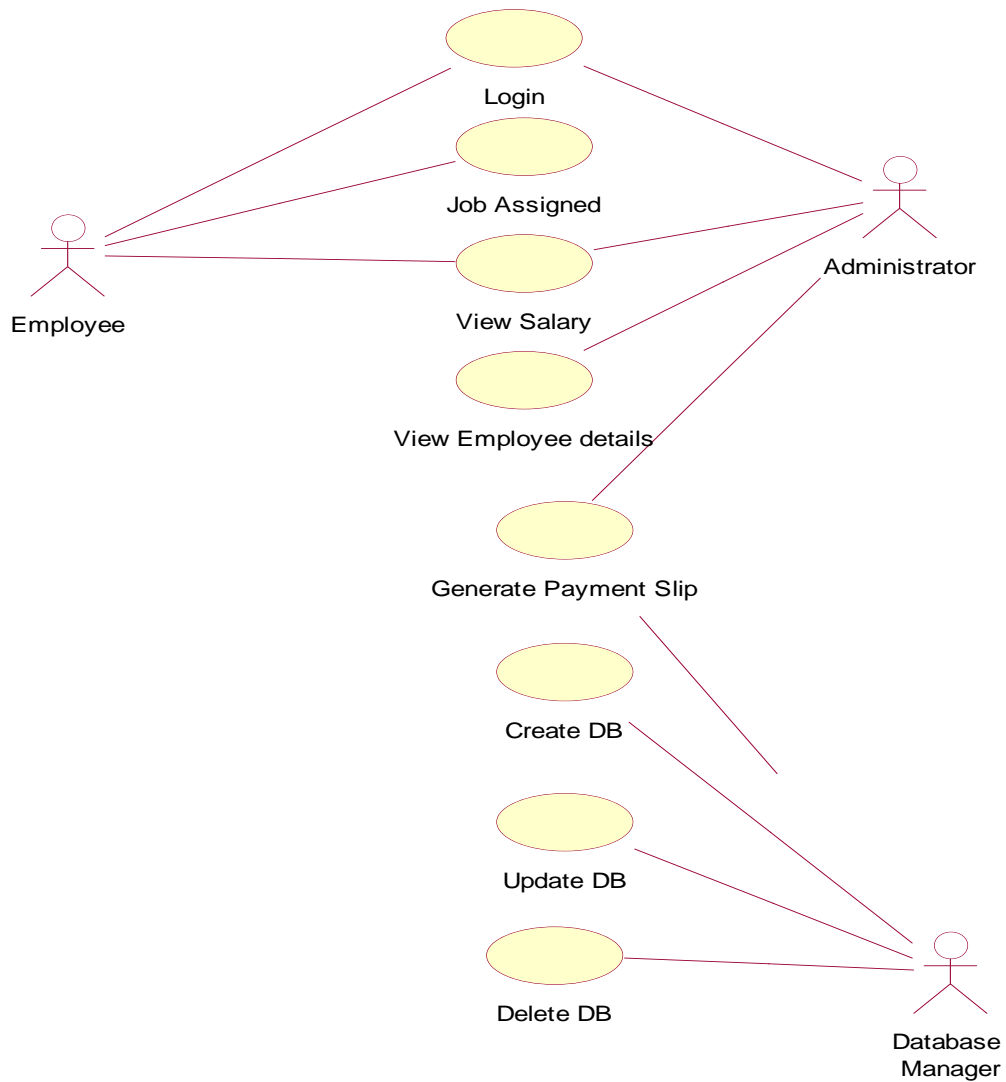 Login
Job Assigned
Administrator
Employee
View Salary
View Employee details
Generate Payment Slip
Create DB
Update DB
Delete DB
Database
Manager